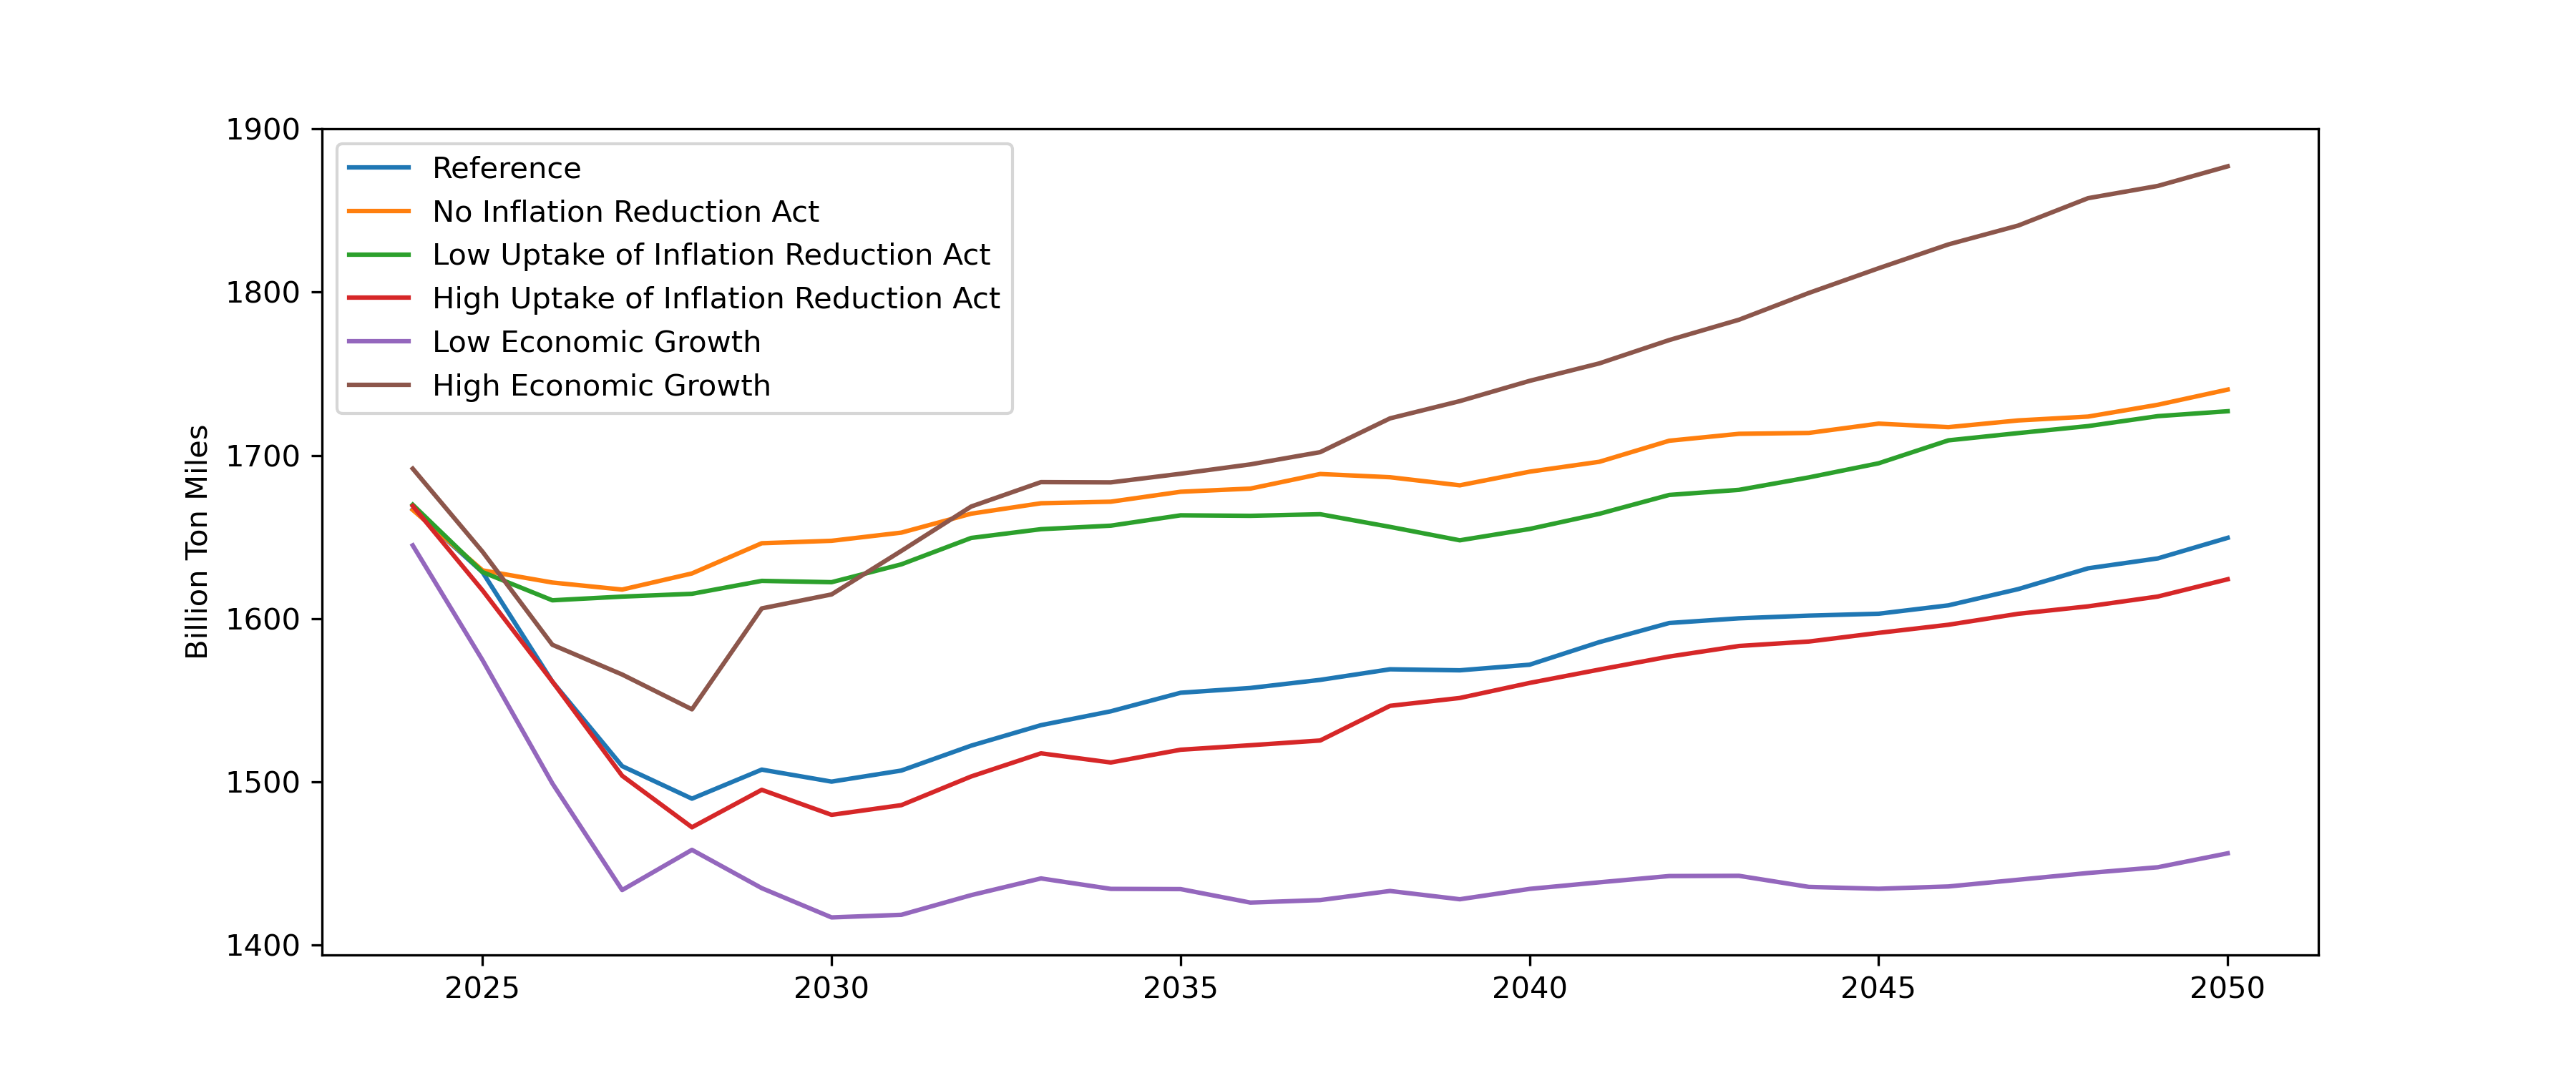 1900
1800
1700
1600
1500
1400
Billion Ton Miles
Reference
No Inflation Reduction Act
Low Uptake of Inflation Reduction Act
High Uptake of Inflation Reduction Act
Low Economic Growth
High Economic Growth
2025 2030 2035 2040 2045 2050